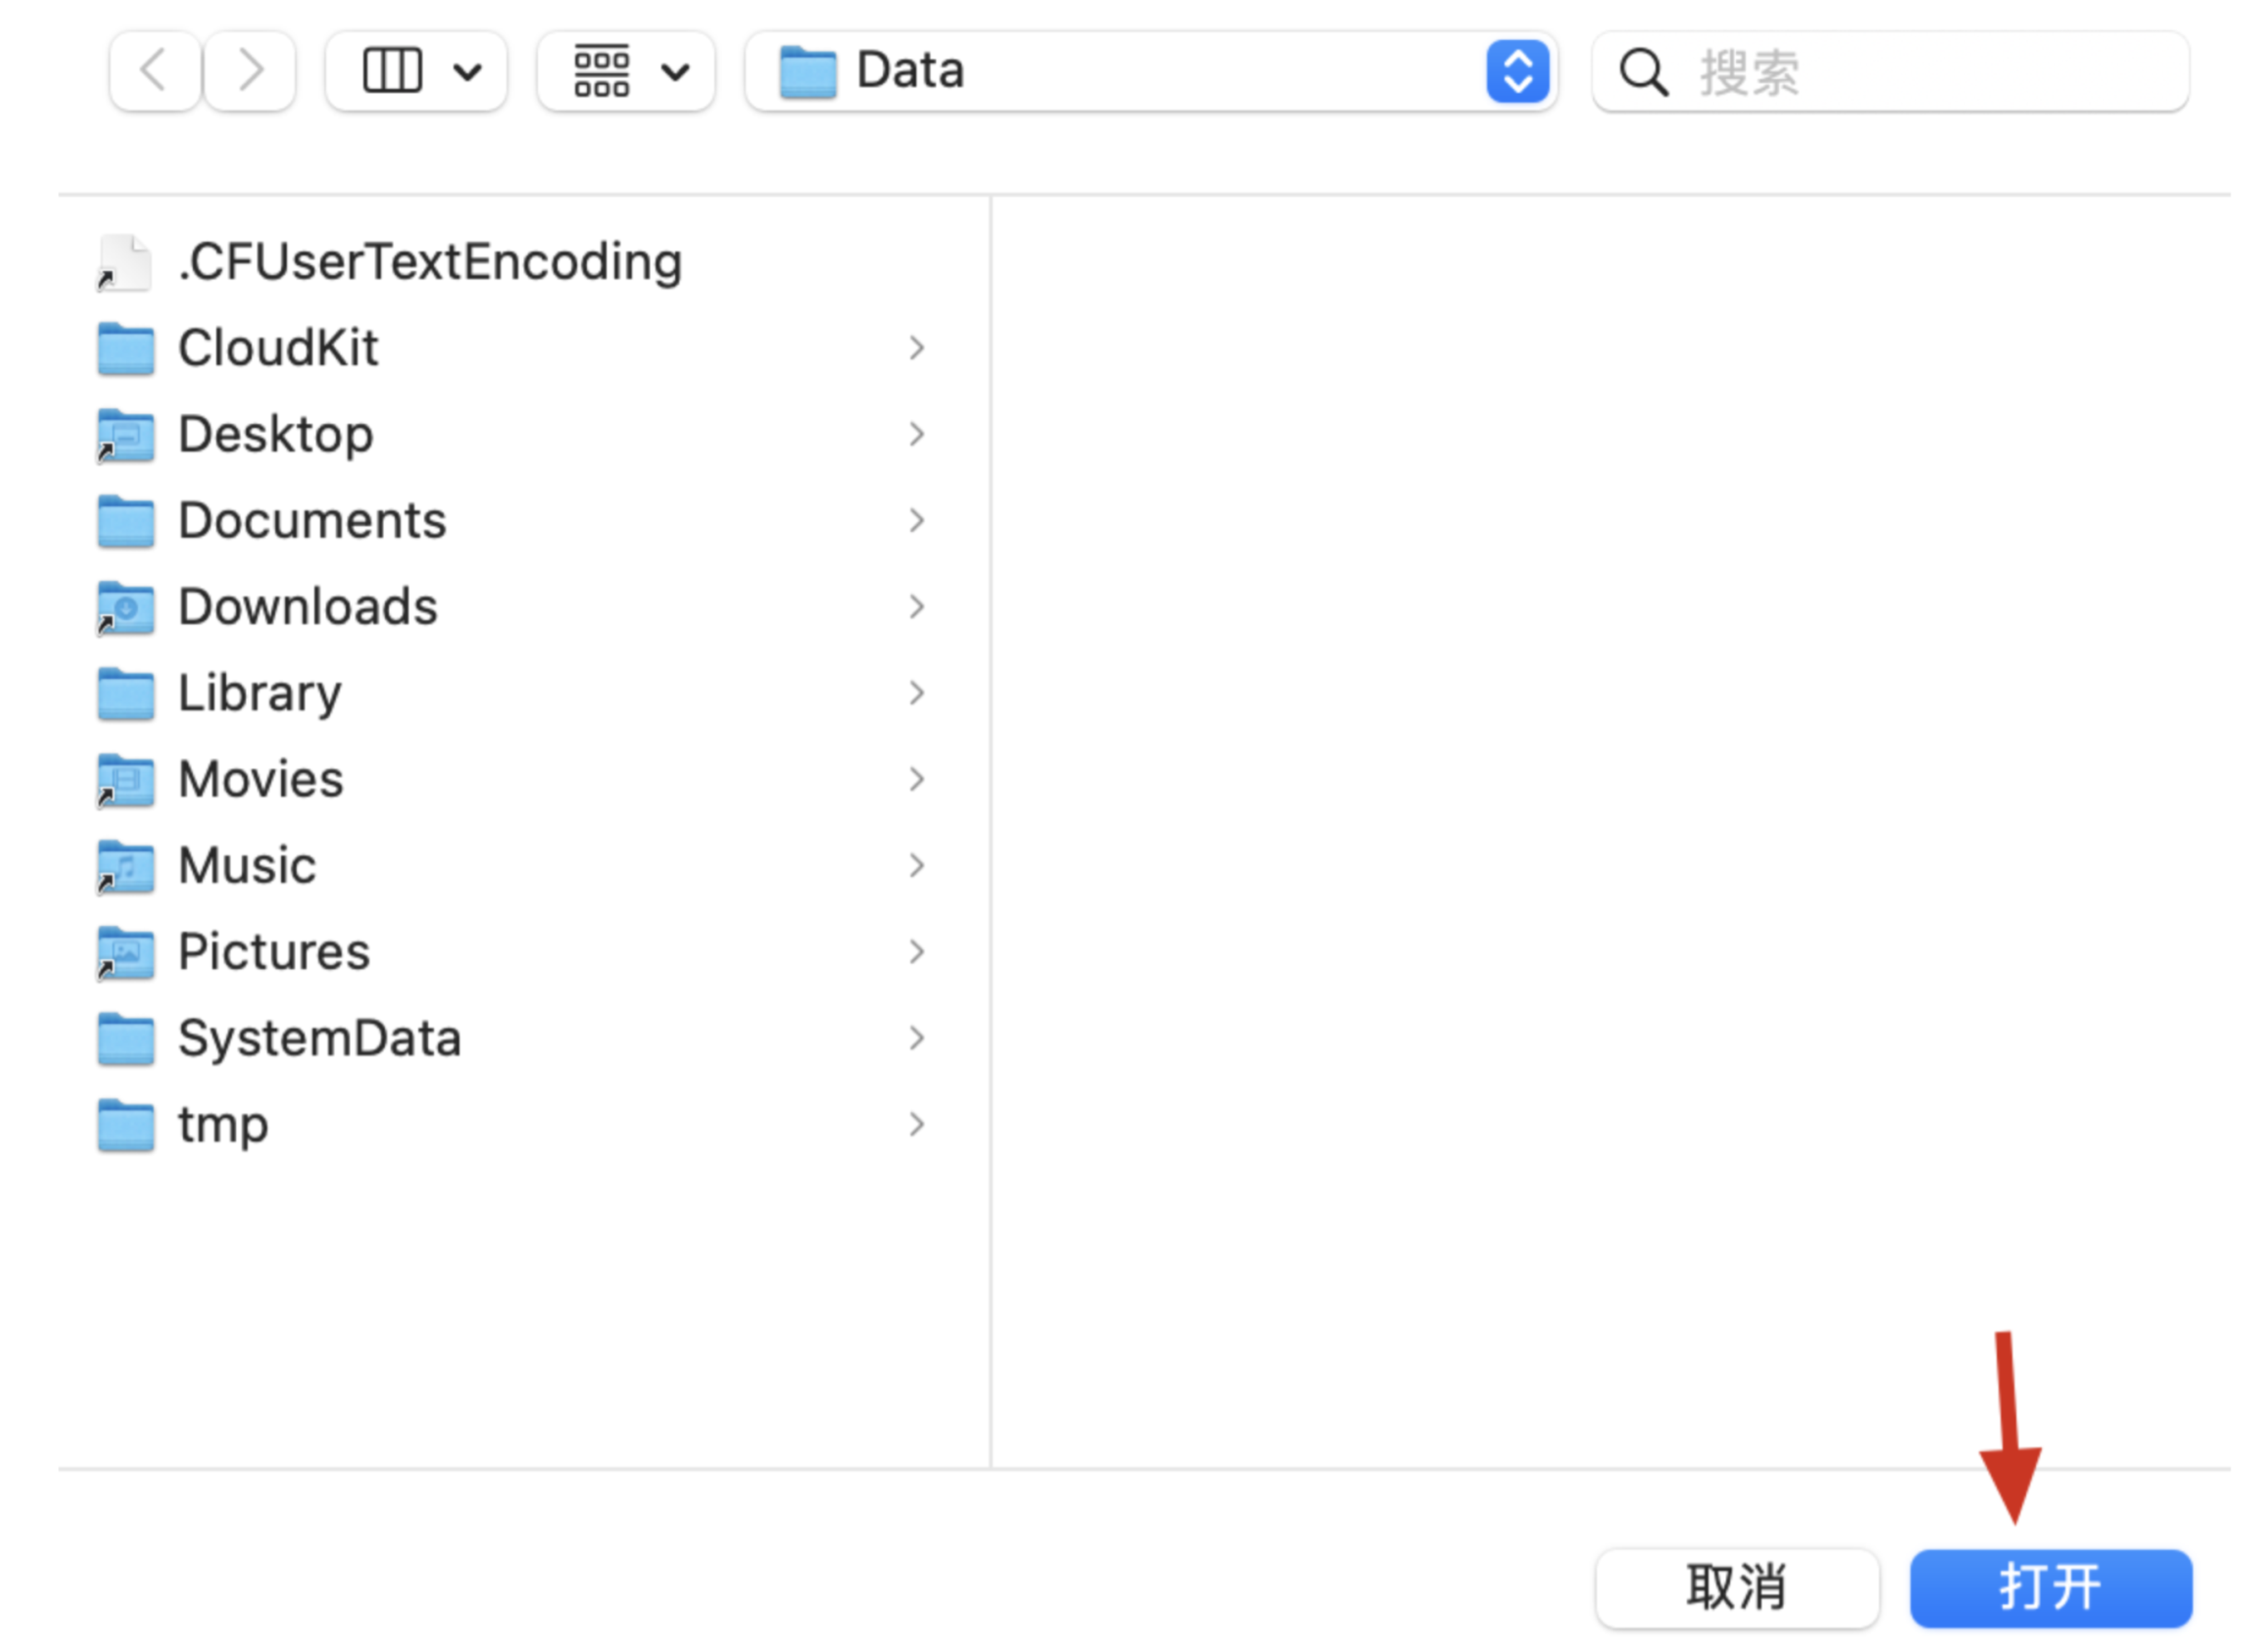 Data
搜索
.CFUserTextEncoding
CloudKit
Desktop
Documents
Downloads
Library
Movies
Music
Pictures
SystemData
tmp
取消
打开